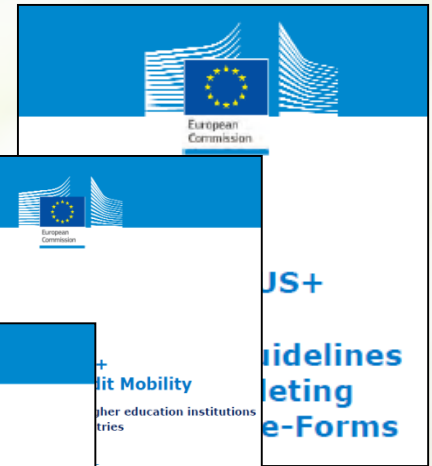 European
Commission
US+
uidelines
leting
e-Forms
European
Commission
+
dit Mobility
gher education institutions
tries